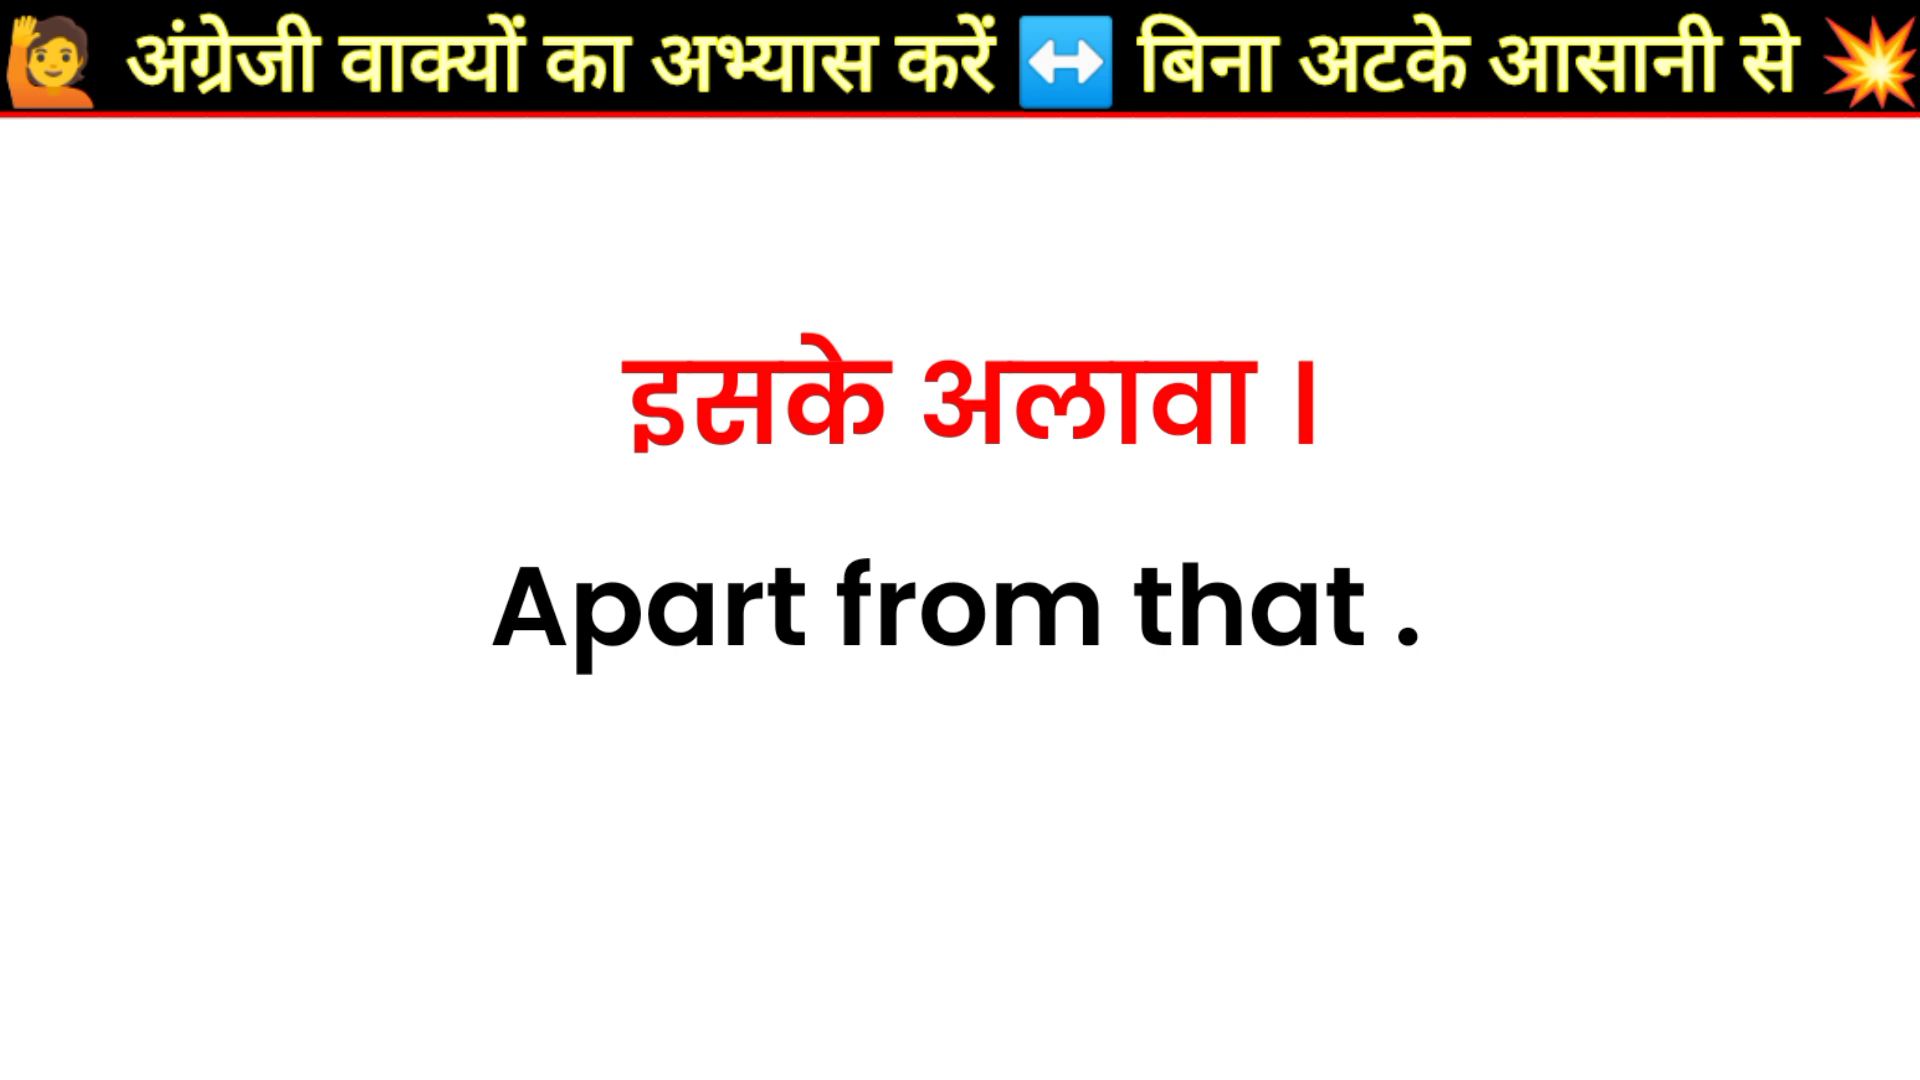 🙋 अंग्रेजी वाक्यों का अभ्यास करें ↔️ बिना अटके आसानी से 💥
इसके अलावा ।
Apart from that .